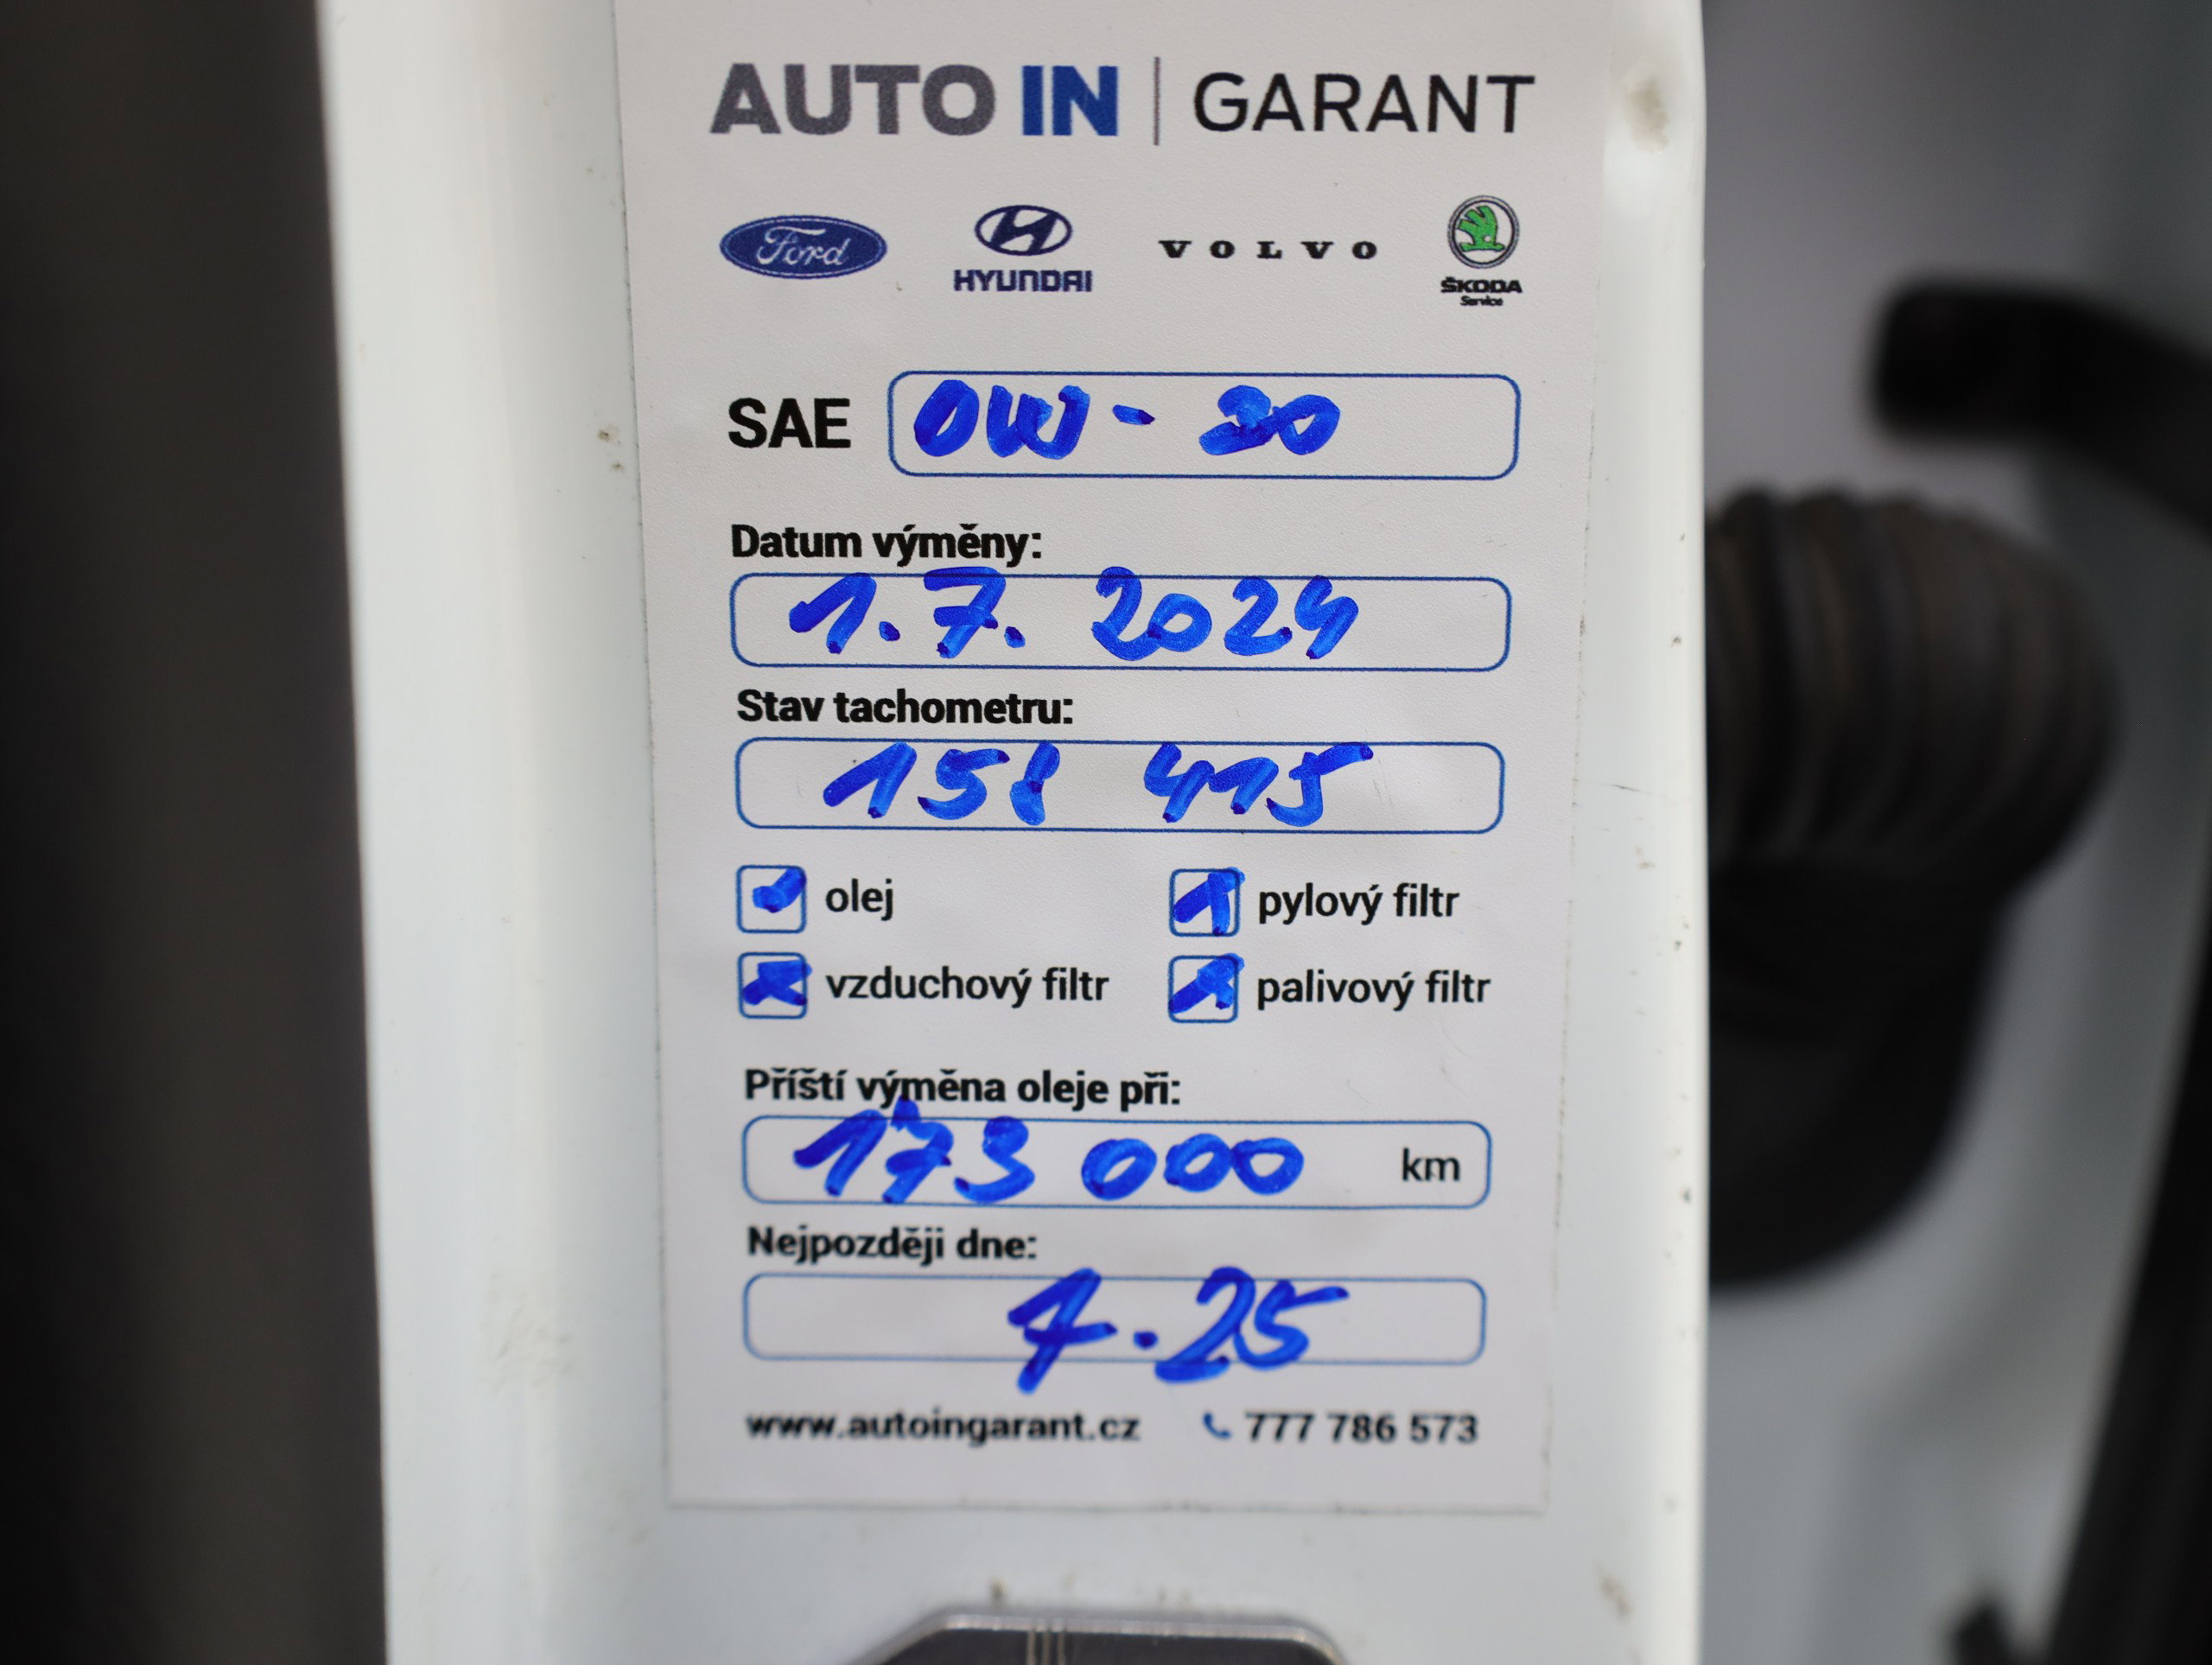 AUTO IN | GARANT
Ford HYUNDAI VOLVO ŠKODA Service
SAE 0W - 30
Datum výměny:
1.7. 2024
Stav tachometru:
158 415
olej pylový filtr
vzduchový filtr palivový filtr
Příští výměna oleje při:
173 000 km
Nejpozději dne:
7.25
www.autoingarant.cz 777 786 573